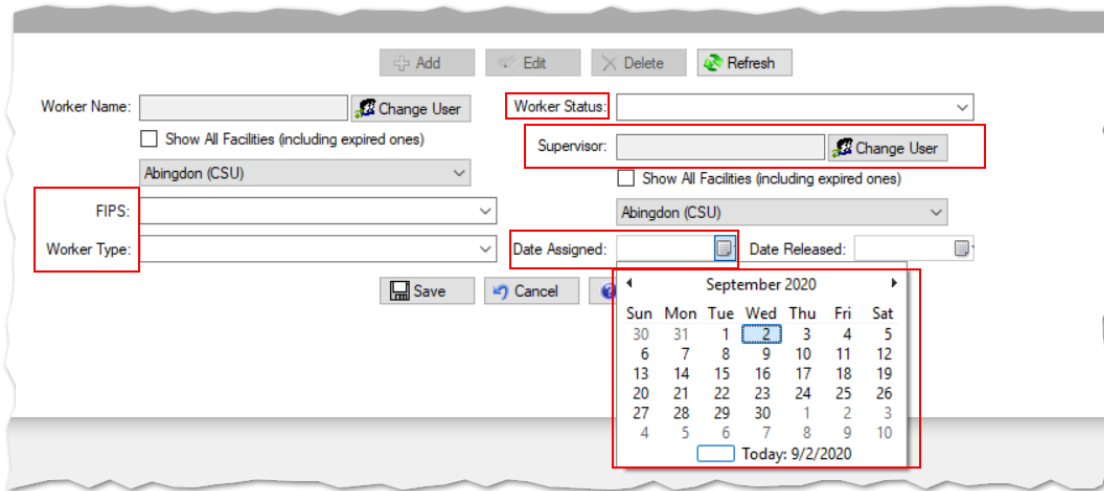 Add Edit Delete Refresh
Worker Name: Change User Worker Status:
Show All Facilities (including expired ones) Supervisor: Change User
Abingdon (CSU) Show All Facilities (including expired ones)
FIPS: Abingdon (CSU)
Worker Type: Date Assigned: Date Released:
Save Cancel
September 2020
Sun Mon Tue Wed Thu Fri Sat
30 31 1 2 3 4 5
6 7 8 9 10 11 12
13 14 15 16 17 18 19
20 21 22 23 24 25 26
27 28 29 30 1 2 3
4 5 6 7 8 9 10
Today: 9/2/2020